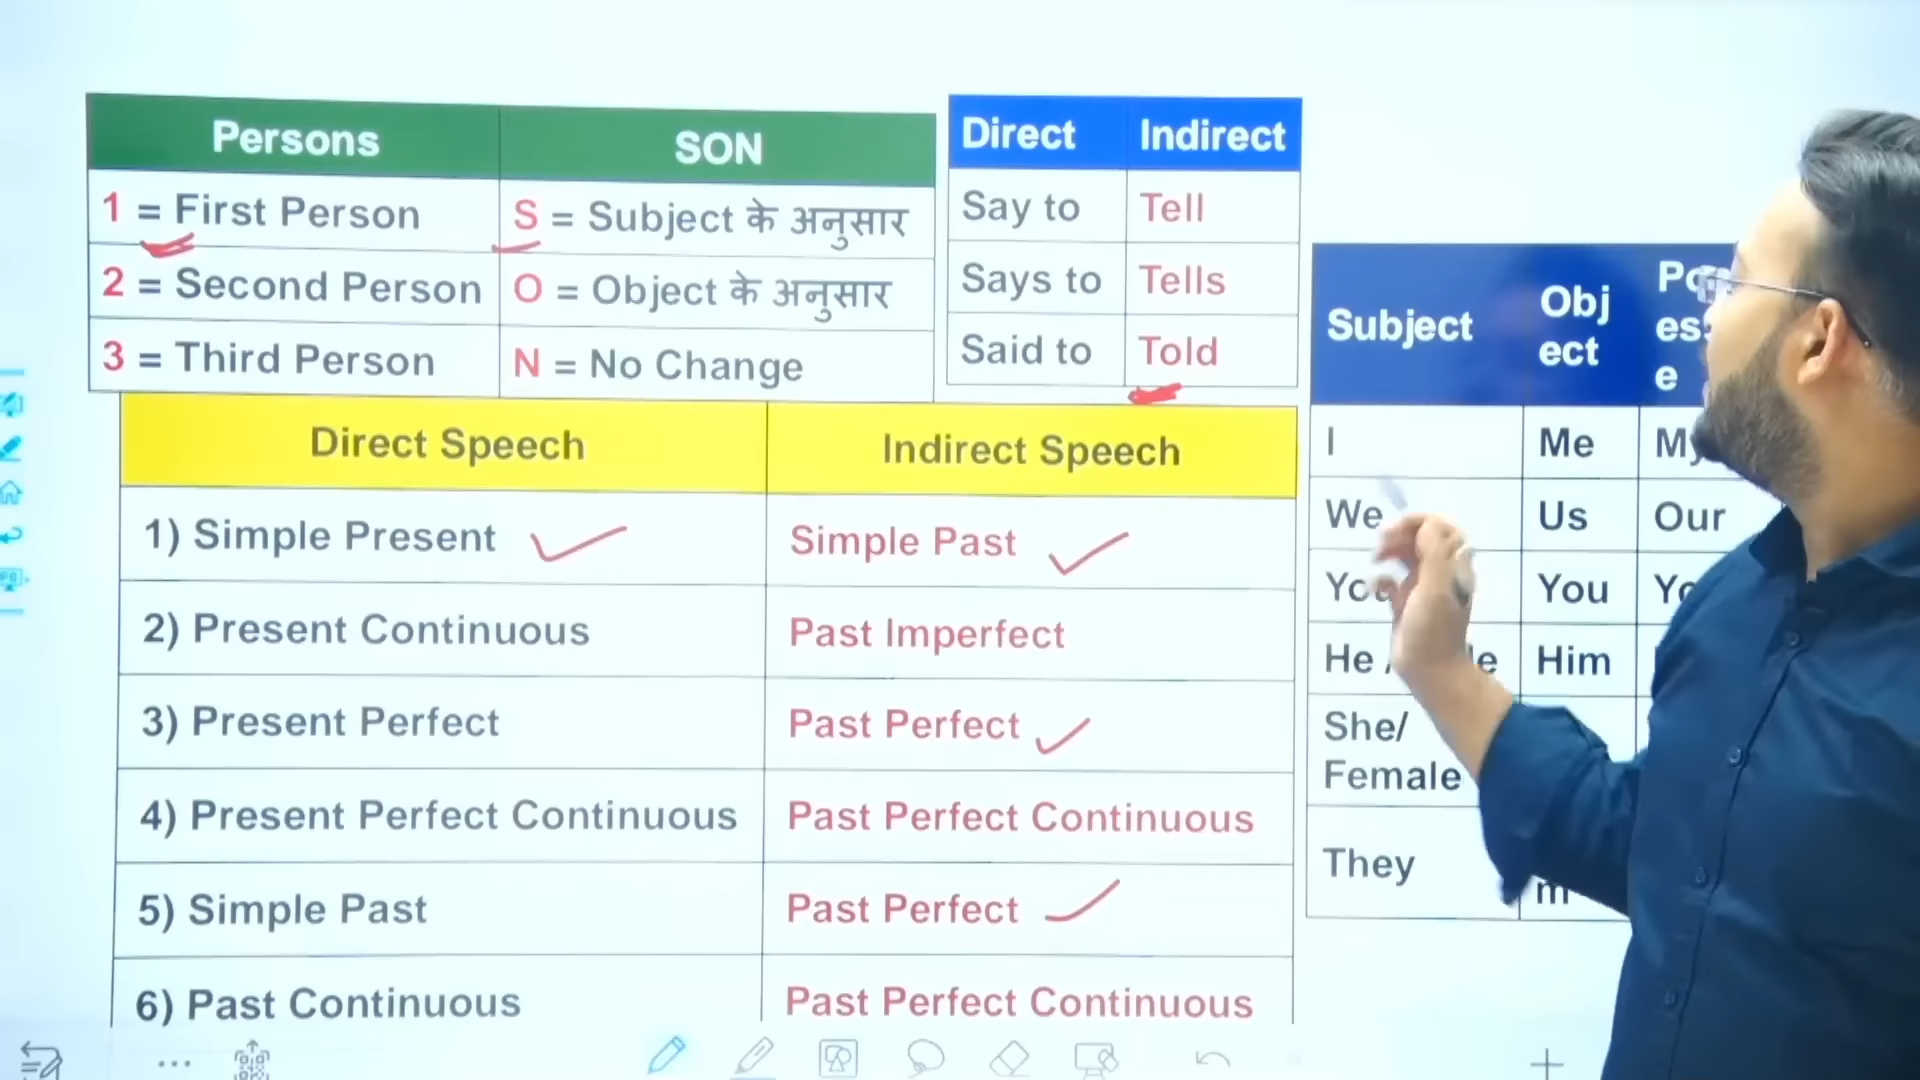 Persons SON
1 = First Person S = Subject के अनुसार
2 = Second Person O = Object के अनुसार
3 = Third Person N = No Change
Direct Indirect
Say to Tell
Says to Tells
Said to Told
Direct Speech Indirect Speech
1) Simple Present Simple Past
2) Present Continuous Past Imperfect
3) Present Perfect Past Perfect
4) Present Perfect Continuous Past Perfect Continuous
5) Simple Past Past Perfect
6) Past Continuous Past Perfect Continuous
Subject
Obj
ect
e
I Me
We Us Our
You
He Him
She/
Female
They